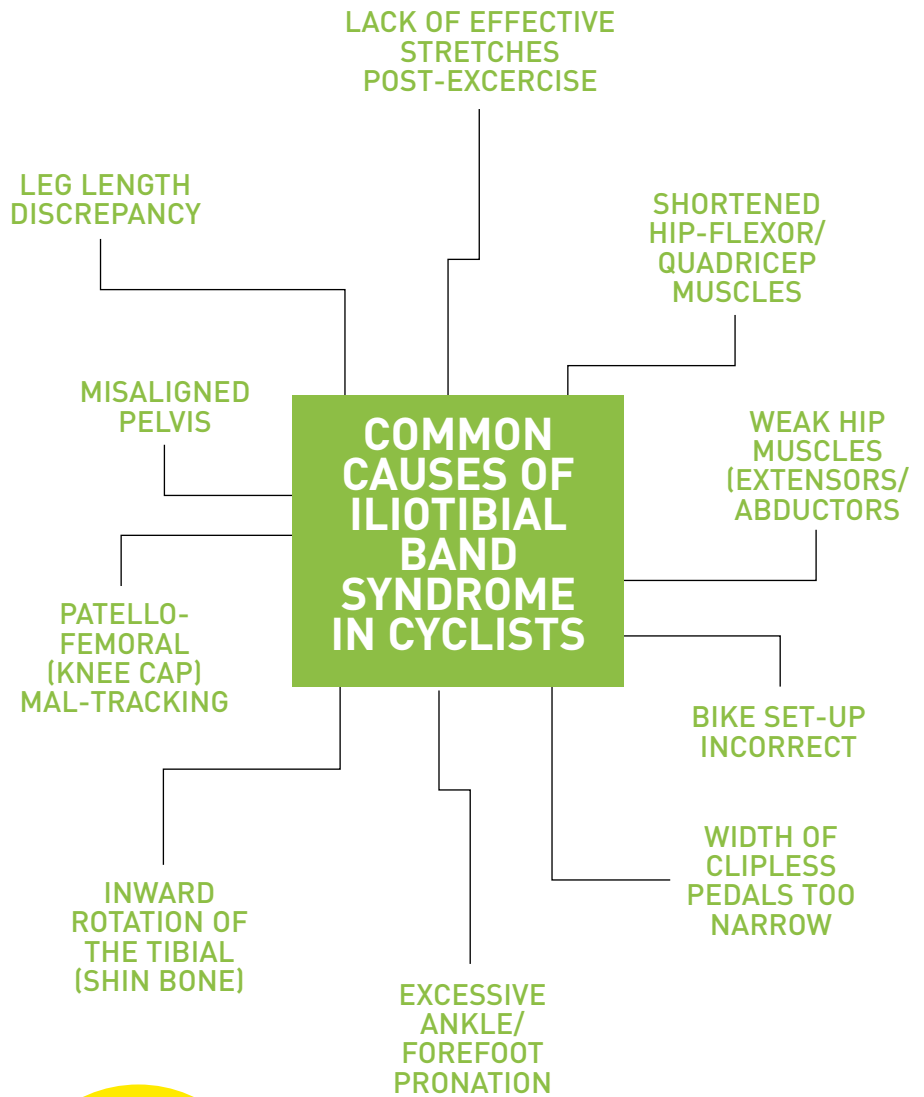 LACK OF EFFECTIVE
STRETCHES
POST-EXCERCISE
LEG LENGTH
DISCREPANCY
SHORTENED
HIP-FLEXOR/
QUADRICEP
MUSCLES
MISALIGNED
PELVIS
COMMON
CAUSES OF
ILIOTIBIAL
BAND
SYNDROME
IN CYCLISTS
WEAK HIP
MUSCLES
(EXTENSORS/
ABDUCTORS
PATELLO-
FEMORAL
(KNEE CAP)
MAL-TRACKING
BIKE SET-UP
INCORRECT
WIDTH OF
CLIPLESS
PEDALS TOO
NARROW
INWARD
ROTATION OF
THE TIBIAL
(SHIN BONE)
EXCESSIVE
ANKLE/
FOREFOOT
PRONATION